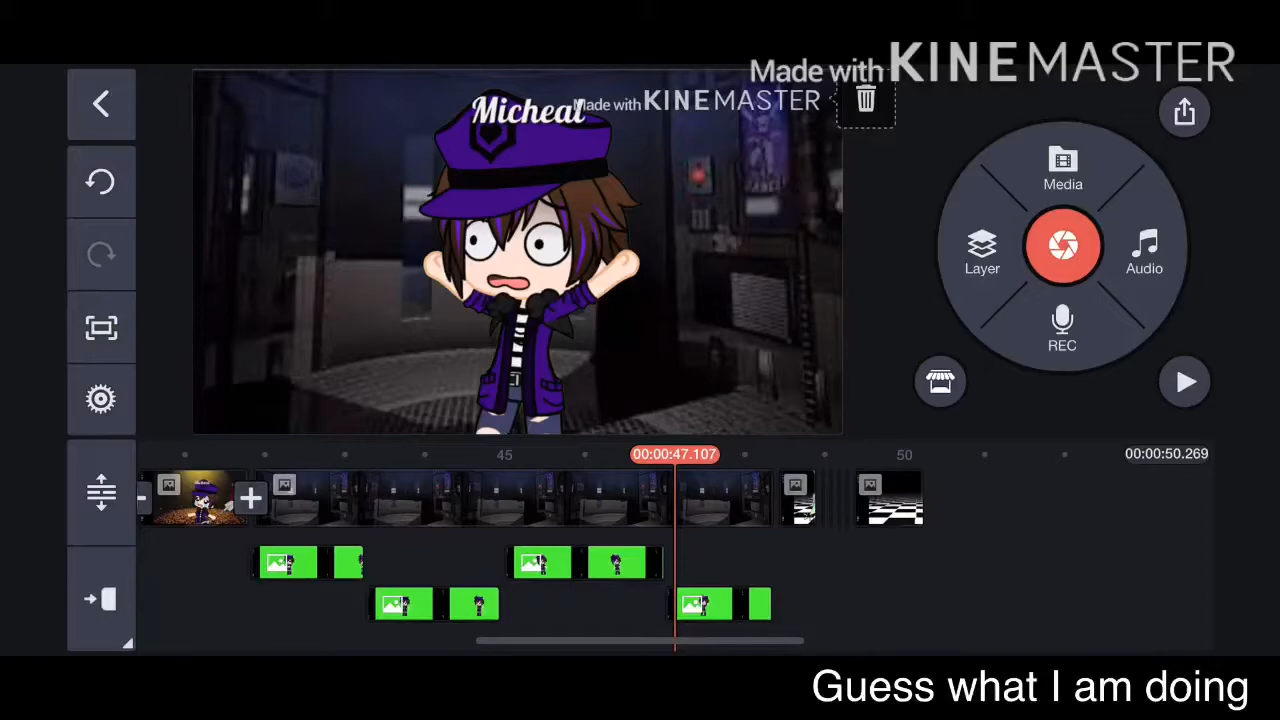 Made with KINEMASTER
Micheal
Made with KINEMASTER
Media
Layer
Audio
REC
45
00:00:47.107
50
00:00:50.269
Guess what I am doing